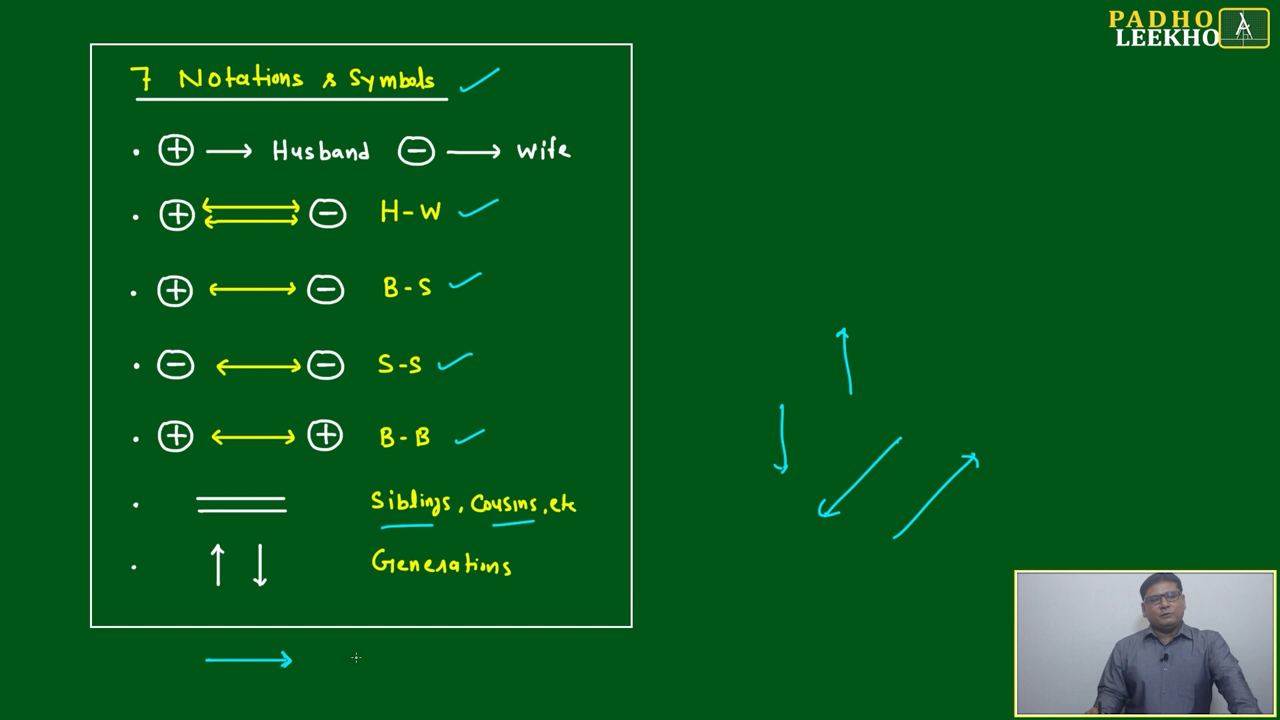 PADHO
LEEKHO
7 Notations & Symbols
+ → Husband − → Wife
+ − H-W
+ ↔ − B-S
− ↔ − S-S
+ ↔ + B-B
Siblings, Cousins, etc
↑ ↓ Generations